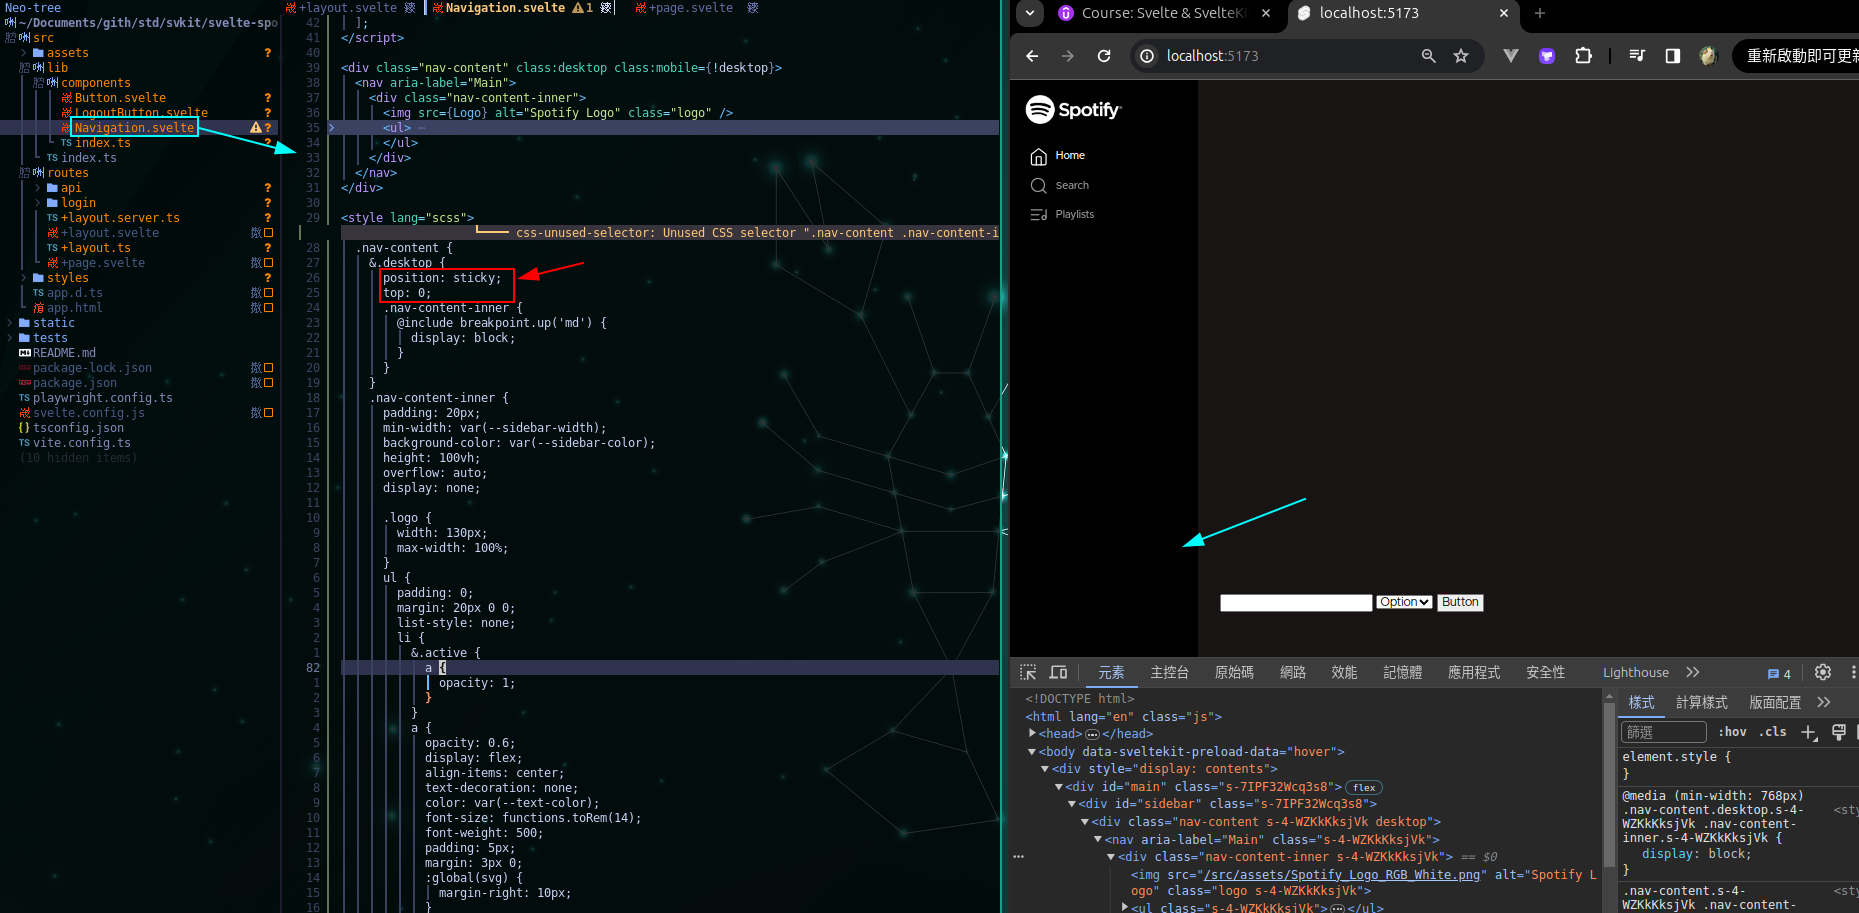 Neo-tree
~/Documents/gith/std/svkit/svelte-spo
src
assets ?
lib
components
Button.svelte ?
LogoutButton.svelte ?
Navigation.svelte ?
TS index.ts ?
TS index.ts
routes
api ?
login ?
TS +layout.server.ts ?
+layout.svelte
TS +layout.ts ?
+page.svelte
styles ?
TS app.d.ts
app.html
static
tests
README.md
package-lock.json
package.json
TS playwright.config.ts
svelte.config.js
{} tsconfig.json
TS vite.config.ts
(10 hidden items)
+layout.svelte Navigation.svelte 1 +page.svelte
42 ];
41 </script>
40
39 <div class="nav-content" class:desktop class:mobile={!desktop}>
38 <nav aria-label="Main">
37 <div class="nav-content-inner">
36 <img src={Logo} alt="Spotify Logo" class="logo" />
35 <ul>
34 </ul>
33 </div>
32 </nav>
31 </div>
30
29 <style lang="scss">
css-unused-selector: Unused CSS selector ".nav-content .nav-content-i
28 .nav-content {
27 &.desktop {
26 position: sticky;
25 top: 0;
24 .nav-content-inner {
23 @include breakpoint.up('md') {
22 display: block;
21 }
20 }
19 }
18 .nav-content-inner {
17 padding: 20px;
16 min-width: var(--sidebar-width);
15 background-color: var(--sidebar-color);
14 height: 100vh;
13 overflow: auto;
12 display: none;
11
10 .logo {
9 width: 130px;
8 max-width: 100%;
7 }
6 ul {
5 padding: 0;
4 margin: 20px 0 0;
3 list-style: none;
2 li {
1 &.active {
82 a {
1 opacity: 1;
2 }
3 }
4 a {
5 opacity: 0.6;
6 display: flex;
7 align-items: center;
8 text-decoration: none;
9 color: var(--text-color);
10 font-size: functions.toRem(14);
11 font-weight: 500;
12 padding: 5px;
13 margin: 3px 0;
14 :global(svg) {
15 margin-right: 10px;
16 }
Course: Svelte & SvelteKi
localhost:5173
localhost:5173
重新啟動即可更新
Spotify
Home
Search
Playlists
Option
Button
元素 主控台 原始碼 網路 效能 記憶體 應用程式 安全性 Lighthouse 4
<!DOCTYPE html>
<html lang="en" class="js">
<head> </head>
<body data-sveltekit-preload-data="hover">
<div style="display: contents">
<div id="main" class="s-7IPF32Wcq3s8"> flex
<div id="sidebar" class="s-7IPF32Wcq3s8">
<div class="nav-content s-4-WZKkKksjVk desktop">
<nav aria-label="Main" class="s-4-WZKkKksjVk">
<div class="nav-content-inner s-4-WZKkKksjVk"> == $0
<img src="/src/assets/Spotify_Logo_RGB_White.png" alt="Spotify L
ogo" class="logo s-4-WZKkKksjVk">
<ul class="s-4-WZKkKksjVk"> </ul>
樣式 計算樣式 版面配置
篩選 :hov .cls
element.style {
}
@media (min-width: 768px)
.nav-content.desktop.s-4- <sty
WZKkKksjVk .nav-content-
inner.s-4-WZKkKksjVk {
display: block;
}
.nav-content.s-4- <sty
WZKkKksjVk .nav-content-